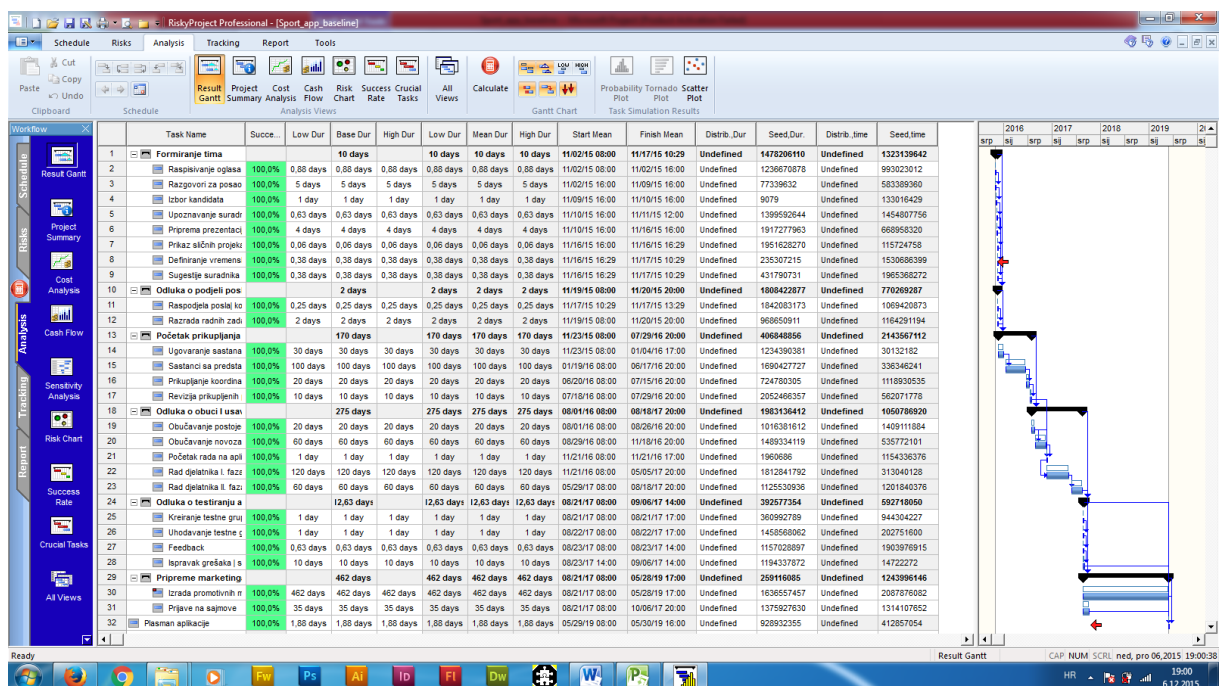 RiskyProject Professional - [Sport_app_baseline]
Schedule Risks Analysis Tracking Report Tools
Cut
Copy
Paste Undo
Result Gantt Project Summary Cost Analysis Cash Flow Risk Chart Success Rate Crucial Tasks All Views Calculate LOW HIGH Probability Plot Tornado Plot Scatter Plot
Clipboard Schedule Analysis Views Gantt Chart Task Simulation Results
Workflow
Schedule
Risks
Analysis
Tracking
Report
Result Gantt
Project Summary
Cost Analysis
Cash Flow
Sensitivity Analysis
Risk Chart
Success Rate
Crucial Tasks
All Views
Task Name Succe... Low Dur Base Dur High Dur Low Dur Mean Dur High Dur Start Mean Finish Mean Distrib.,Dur Seed,Dur. Distrib.,time Seed,time
2016 2017 2018 2019
srp sij srp sij srp sij srp sij srp
1 Formiranje tima 10 days 10 days 10 days 10 days 11/02/15 08:00 11/17/15 10:29 Undefined 1478206110 Undefined 1323139642
2 Raspisivanje oglasa 100,0% 0,88 days 0,88 days 0,88 days 0,88 days 0,88 days 0,88 days 11/02/15 08:00 11/02/15 16:00 Undefined 1236670878 Undefined 993023012
3 Razgovori za posao 100,0% 5 days 5 days 5 days 5 days 5 days 5 days 11/02/15 16:00 11/09/15 16:00 Undefined 77339632 Undefined 583389360
4 Izbor kandidata 100,0% 1 day 1 day 1 day 1 day 1 day 1 day 11/09/15 16:00 11/10/15 16:00 Undefined 9079 Undefined 133016429
5 Upoznavanje suradr 100,0% 0,63 days 0,63 days 0,63 days 0,63 days 0,63 days 0,63 days 11/10/15 16:00 11/11/15 12:00 Undefined 1399592644 Undefined 1454807756
6 Priprema prezentacij 100,0% 4 days 4 days 4 days 4 days 4 days 4 days 11/10/15 16:00 11/16/15 16:00 Undefined 1917277963 Undefined 668958320
7 Prikaz sličnih projeka 100,0% 0,06 days 0,06 days 0,06 days 0,06 days 0,06 days 0,06 days 11/16/15 16:00 11/16/15 16:29 Undefined 1951628270 Undefined 115724758
8 Definiranje vremens 100,0% 0,38 days 0,38 days 0,38 days 0,38 days 0,38 days 0,38 days 11/16/15 16:29 11/17/15 10:29 Undefined 235307215 Undefined 1530686399
9 Sugestije suradnika 100,0% 0,38 days 0,38 days 0,38 days 0,38 days 0,38 days 0,38 days 11/16/15 16:29 11/17/15 10:29 Undefined 431790731 Undefined 1965368272
10 Odluka o podjeli pos 2 days 2 days 2 days 2 days 11/19/15 08:00 11/20/15 20:00 Undefined 1808422877 Undefined 770269287
11 Raspodjela posla| ko 100,0% 0,25 days 0,25 days 0,25 days 0,25 days 0,25 days 0,25 days 11/17/15 10:29 11/17/15 13:29 Undefined 1842083173 Undefined 1069420873
12 Razrada radnih zada 100,0% 2 days 2 days 2 days 2 days 2 days 2 days 11/19/15 08:00 11/20/15 20:00 Undefined 968650911 Undefined 1164291194
13 Početak prikupljanja 170 days 170 days 170 days 170 days 11/23/15 08:00 07/29/16 20:00 Undefined 406848856 Undefined 2143567112
14 Ugovaranje sastana 100,0% 30 days 30 days 30 days 30 days 30 days 30 days 11/23/15 08:00 01/04/16 17:00 Undefined 1234390381 Undefined 30132182
15 Sastanci sa predsta 100,0% 100 days 100 days 100 days 100 days 100 days 100 days 01/19/16 08:00 06/17/16 20:00 Undefined 1690427727 Undefined 336346241
16 Prikupljanje koordina 100,0% 20 days 20 days 20 days 20 days 20 days 20 days 06/20/16 08:00 07/15/16 20:00 Undefined 724780305 Undefined 1118930535
17 Revizija prikupljenih 100,0% 10 days 10 days 10 days 10 days 10 days 10 days 07/18/16 08:00 07/29/16 20:00 Undefined 2052466357 Undefined 562071778
18 Odluka o obuci I usav 275 days 275 days 275 days 275 days 08/01/16 08:00 08/18/17 20:00 Undefined 1983136412 Undefined 1050786920
19 Obučavanje postoje 100,0% 20 days 20 days 20 days 20 days 20 days 20 days 08/01/16 08:00 08/26/16 20:00 Undefined 1016381612 Undefined 1409111884
20 Obučavanje novoza 100,0% 60 days 60 days 60 days 60 days 60 days 60 days 08/29/16 08:00 11/18/16 20:00 Undefined 1489334119 Undefined 535772101
21 Početak rada na apli 100,0% 1 day 1 day 1 day 1 day 1 day 1 day 11/21/16 08:00 11/21/16 17:00 Undefined 1960686 Undefined 1154336376
22 Rad djelatnika I. faza 100,0% 120 days 120 days 120 days 120 days 120 days 120 days 11/21/16 08:00 05/05/17 20:00 Undefined 1812841792 Undefined 313040128
23 Rad djelatnika II. faza 100,0% 60 days 60 days 60 days 60 days 60 days 60 days 05/29/17 08:00 08/18/17 20:00 Undefined 1125530936 Undefined 1201840376
24 Odluka o testiranju a 12,63 days 12,63 days 12,63 days 12,63 days 08/21/17 08:00 09/06/17 14:00 Undefined 392577354 Undefined 592718050
25 Kreiranje testne gruj 100,0% 1 day 1 day 1 day 1 day 1 day 1 day 08/21/17 08:00 08/21/17 17:00 Undefined 360992789 Undefined 944304227
26 Uhodavanje testne g 100,0% 1 day 1 day 1 day 1 day 1 day 1 day 08/22/17 08:00 08/22/17 17:00 Undefined 1458568062 Undefined 202751600
27 Feedback 100,0% 0,63 days 0,63 days 0,63 days 0,63 days 0,63 days 0,63 days 08/23/17 08:00 08/23/17 14:00 Undefined 1157028897 Undefined 1903976915
28 Ispravak grešaka | s 100,0% 10 days 10 days 10 days 10 days 10 days 10 days 08/23/17 14:00 09/06/17 14:00 Undefined 1194337872 Undefined 14722272
29 Pripreme marketing 462 days 462 days 462 days 462 days 08/21/17 08:00 05/28/19 17:00 Undefined 259116085 Undefined 1243996146
30 Izrada promotivnih m 100,0% 462 days 462 days 462 days 462 days 462 days 462 days 08/21/17 08:00 05/28/19 17:00 Undefined 1636557457 Undefined 2087876082
31 Prijave na sajmove 100,0% 35 days 35 days 35 days 35 days 35 days 35 days 08/21/17 08:00 10/06/17 20:00 Undefined 1375927630 Undefined 1314107652
32 Plasman aplikacije 100,0% 1,88 days 1,88 days 1,88 days 1,88 days 1,88 days 1,88 days 05/29/19 08:00 05/30/19 16:00 Undefined 928932355 Undefined 412857054
Ready Result Gantt CAP NUM SCRL ned, pro 06,2015 19:00:38
Fw Ps Ai Id Fl Dw HR 19:00
6.12.2015